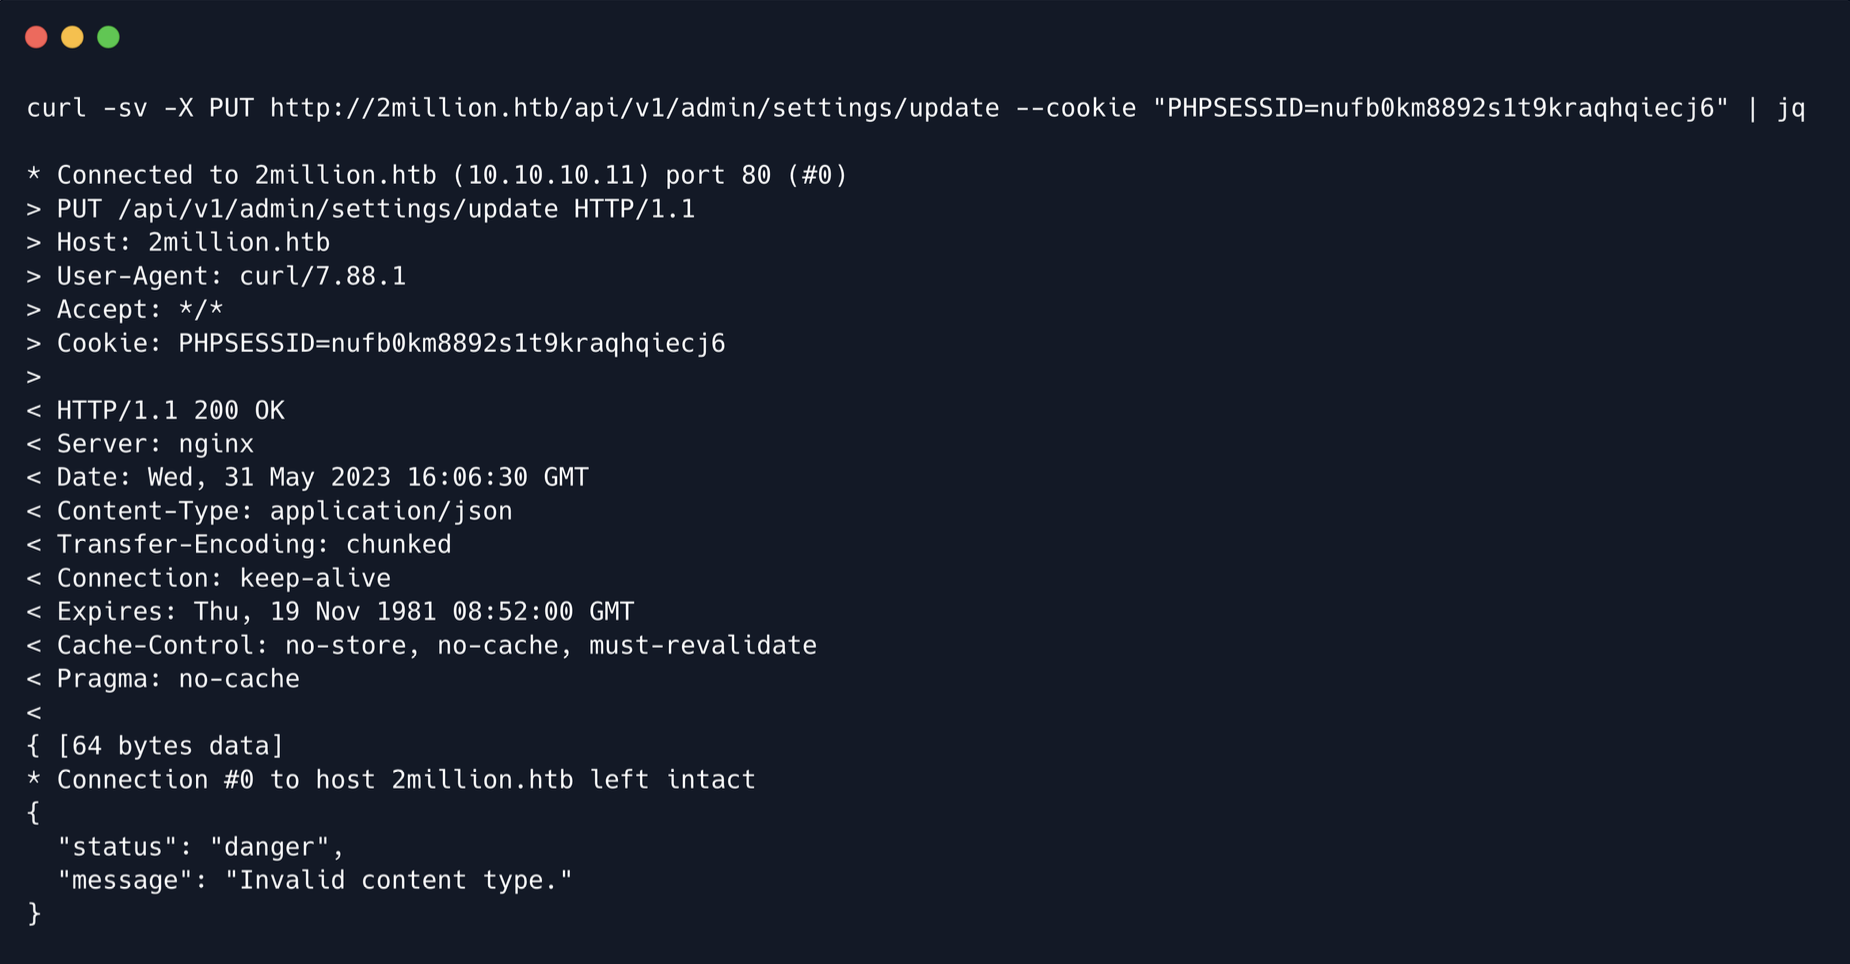 curl -sv -X PUT http://2million.htb/api/v1/admin/settings/update --cookie "PHPSESSID=nufb0km8892s1t9kraqhqiecj6" | jq
* Connected to 2million.htb (10.10.10.11) port 80 (#0)
> PUT /api/v1/admin/settings/update HTTP/1.1
> Host: 2million.htb
> User-Agent: curl/7.88.1
> Accept: */*
> Cookie: PHPSESSID=nufb0km8892s1t9kraqhqiecj6
>
< HTTP/1.1 200 OK
< Server: nginx
< Date: Wed, 31 May 2023 16:06:30 GMT
< Content-Type: application/json
< Transfer-Encoding: chunked
< Connection: keep-alive
< Expires: Thu, 19 Nov 1981 08:52:00 GMT
< Cache-Control: no-store, no-cache, must-revalidate
< Pragma: no-cache
<
{ [64 bytes data]
* Connection #0 to host 2million.htb left intact
{
  "status": "danger",
  "message": "Invalid content type."
}